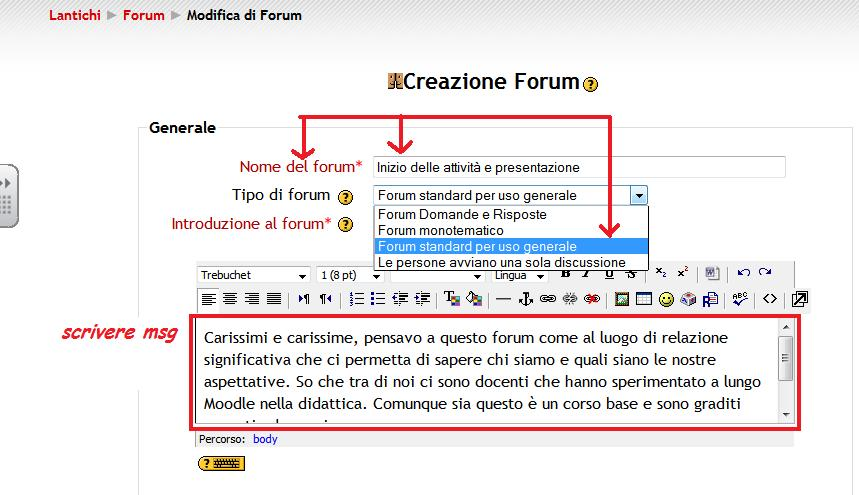 Lantichi ► Forum ► Modifica di Forum
Creazione Forum ?
Generale
Nome del forum* Inizio delle attività e presentazione
Tipo di forum ? Forum standard per uso generale
Forum Domande e Risposte
Forum monotematico
Forum standard per uso generale
Le persone avviano una sola discussione
Introduzione al forum* ?
Trebuchet 1 (8 pt) Lingua B I U S x₂ x²
ABC
scrivere msg
Carissimi e carissime, pensavo a questo forum come al luogo di relazione
significativa che ci permetta di sapere chi siamo e quali siano le nostre
aspettative. So che tra di noi ci sono docenti che hanno sperimentato a lungo
Moodle nella didattica. Comunque sia questo è un corso base e sono graditi
Percorso: body
?